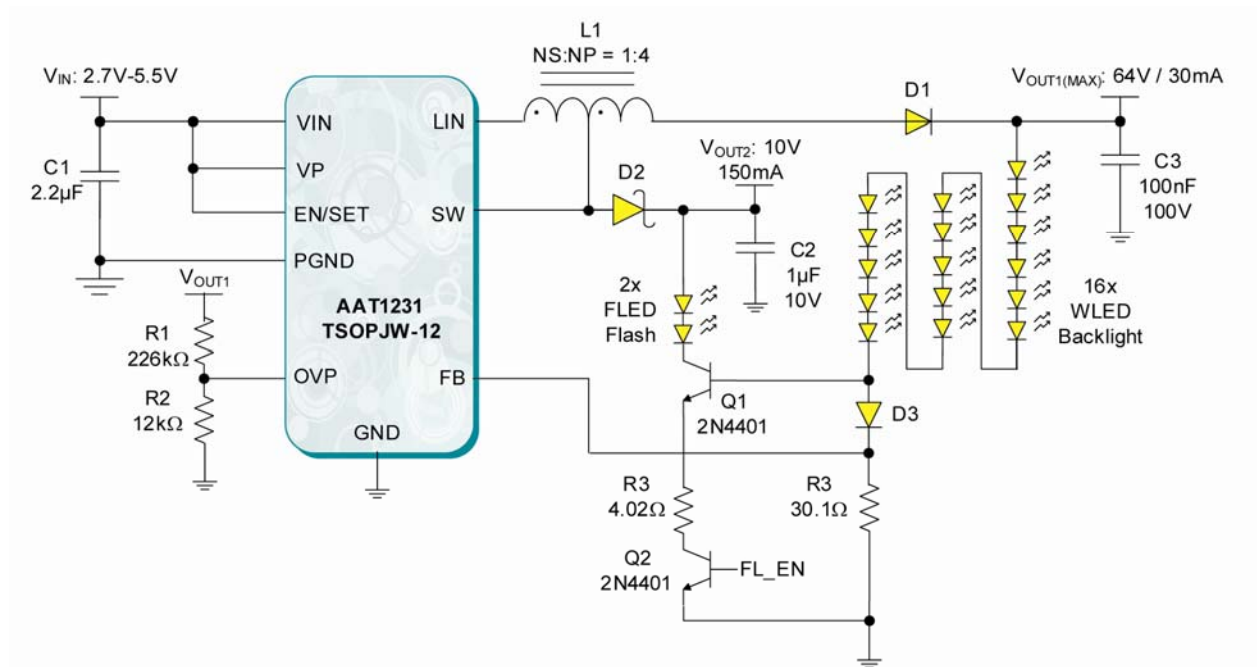 L1
NS:NP = 1:4
VIN: 2.7V-5.5V
VOUT1(MAX): 64V / 30mA
D1
VIN
LIN
C1
2.2µF
VP
VOUT2: 10V
150mA
C3
100nF
100V
D2
EN/SET
SW
C2
1µF
10V
PGND
VOUT1
2x
FLED
Flash
16x
WLED
Backlight
AAT1231
TSOPJW-12
R1
226kΩ
OVP
FB
Q1
2N4401
D3
R2
12kΩ
GND
R3
4.02Ω
R3
30.1Ω
Q2
2N4401
FL_EN